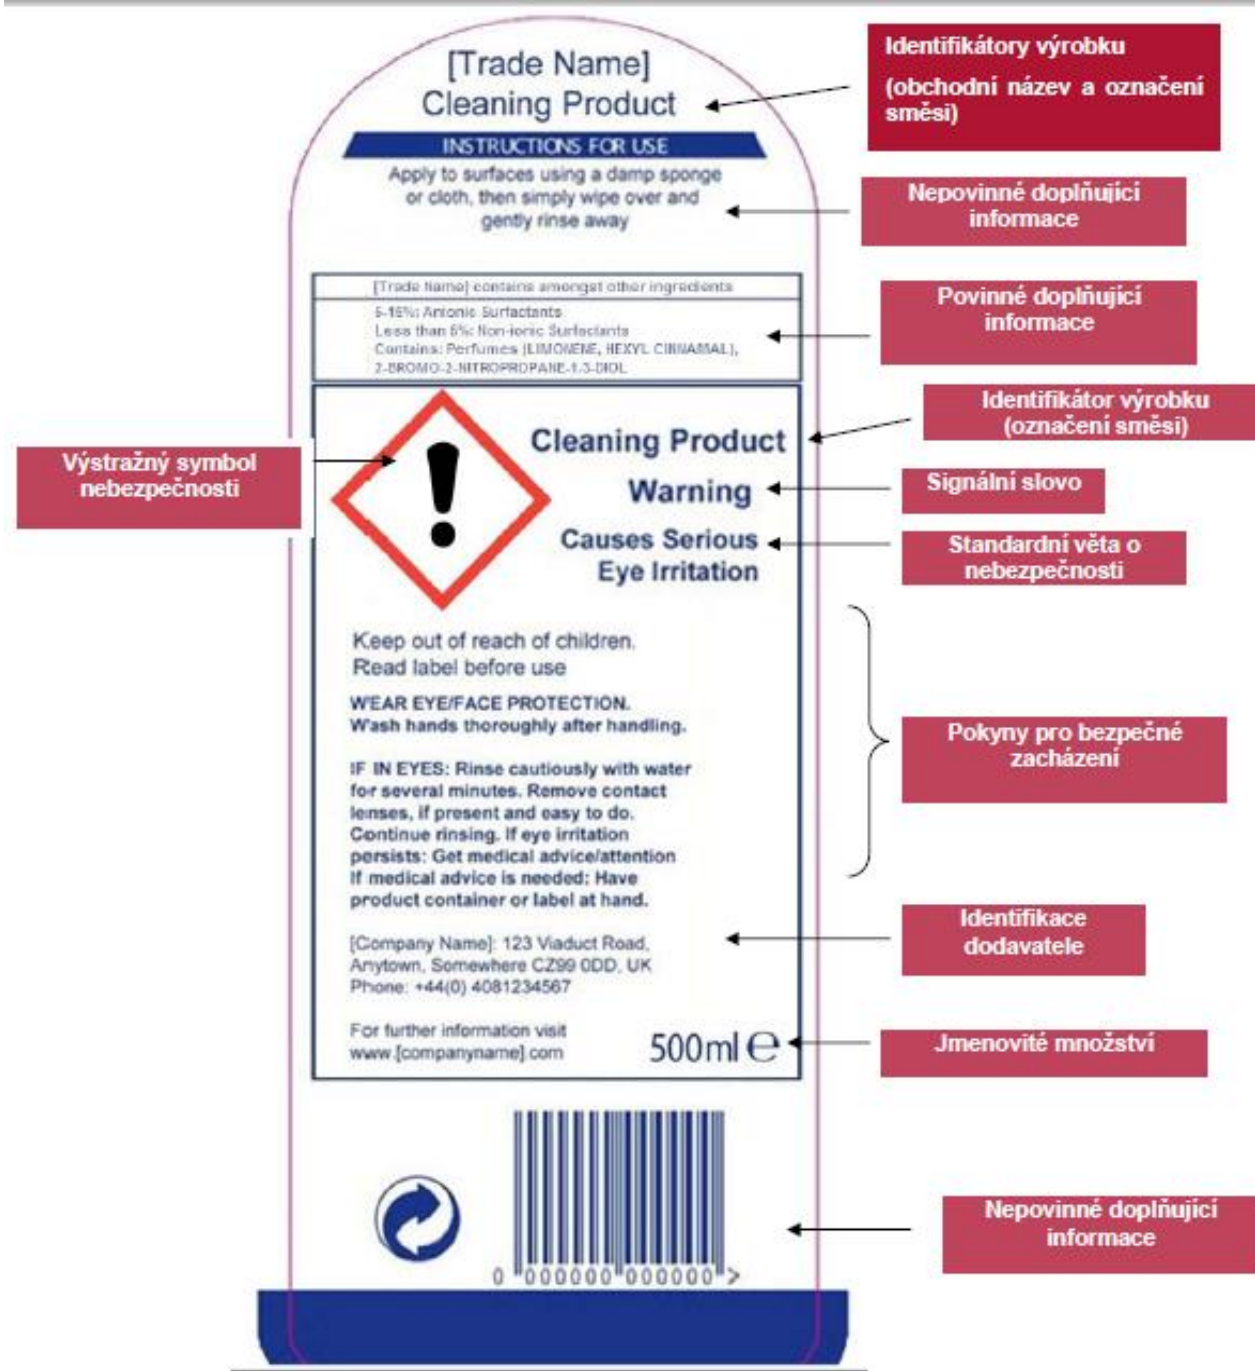 [Trade Name]
Cleaning Product
INSTRUCTIONS FOR USE
Apply to surfaces using a damp sponge
or cloth, then simply wipe over and
gently rinse away
[Trade Name] contains amongst other ingredients
5-15%: Anionic Surfactants
Less than 5%: Non-ionic Surfactants
Contains: Perfumes (LIMONENE, HEXYL CINNAMAL),
2-BROMO-2-NITROPROPANE-1,3-DIOL
Cleaning Product
Warning
Causes Serious
Eye Irritation
Keep out of reach of children.
Read label before use
WEAR EYE/FACE PROTECTION.
Wash hands thoroughly after handling.
IF IN EYES: Rinse cautiously with water
for several minutes. Remove contact
lenses, if present and easy to do.
Continue rinsing. If eye irritation
persists: Get medical advice/attention
If medical advice is needed: Have
product container or label at hand.
[Company Name]: 123 Viaduct Road,
Anytown, Somewhere CZ99 0DD, UK
Phone: +44(0) 4081234567
For further information visit
www.[companyname].com
500ml ℮
0 000000 000000 >
Výstražný symbol
nebezpečnosti
Identifikátory výrobku
(obchodní název a označení
směsi)
Nepovinné doplňující
informace
Povinné doplňující
informace
Identifikátor výrobku
(označení směsi)
Signální slovo
Standardní věta o
nebezpečnosti
Pokyny pro bezpečné
zacházení
Identifikace
dodavatele
Jmenovité množství
Nepovinné doplňující
informace